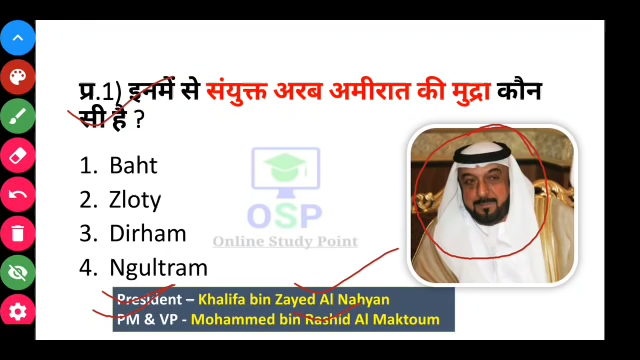 प्र.1) इनमें से संयुक्त अरब अमीरात की मुद्रा कौन
सी है ?
1. Baht
2. Zloty
3. Dirham
4. Ngultram
OSP
Online Study Point
President – Khalifa bin Zayed Al Nahyan
PM & VP - Mohammed bin Rashid Al Maktoum